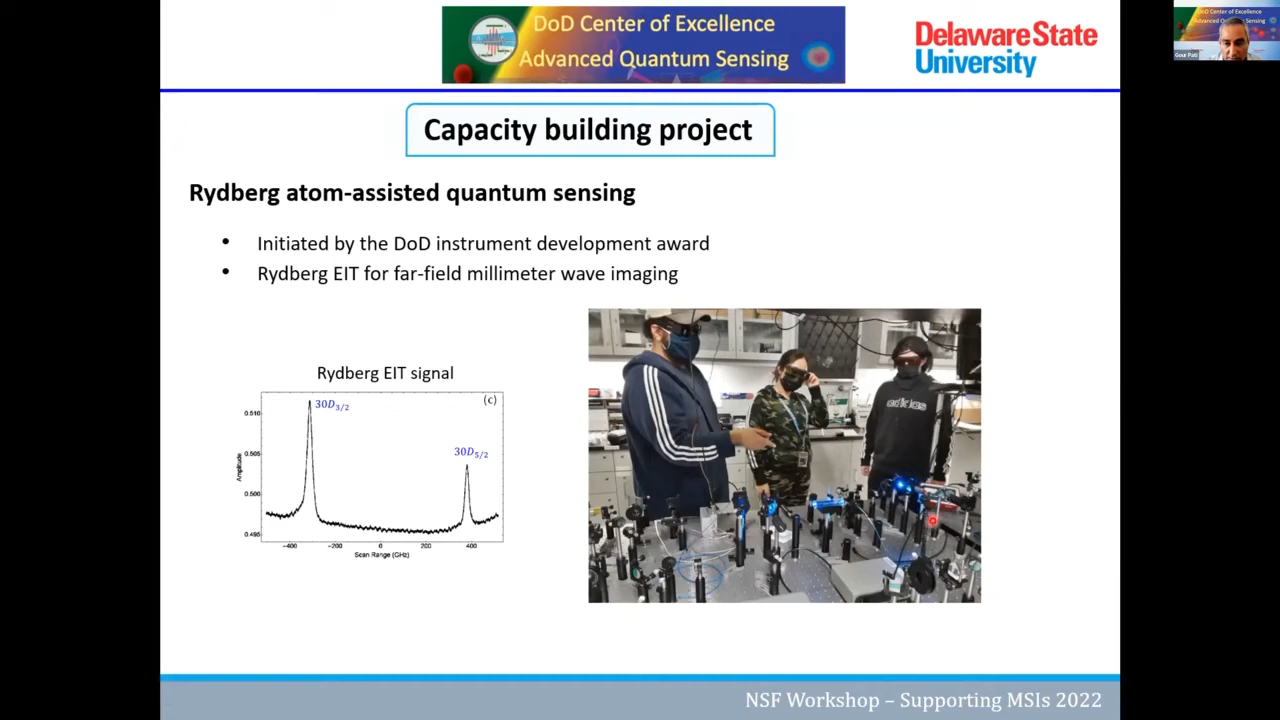 DoD Center of Excellence
Advanced Quantum Sensing
Delaware State
University
Gour Pati
Capacity building project
Rydberg atom-assisted quantum sensing
• Initiated by the DoD instrument development award
• Rydberg EIT for far-field millimeter wave imaging
Rydberg EIT signal
(c)
30D3/2
30D5/2
0.510
0.505
0.500
0.495
Amplitude
−400 −200 0 200 400
Scan Range (GHz)
adidas
NSF Workshop – Supporting MSIs 2022